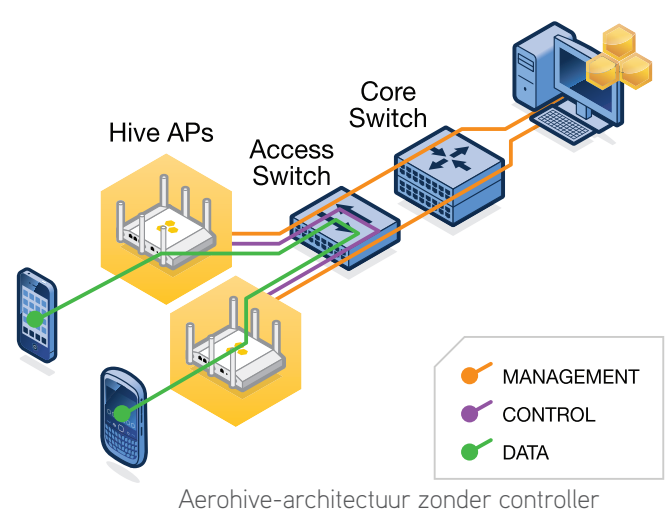 Core
Switch
Hive APs
Access
Switch
MANAGEMENT
CONTROL
DATA
Aerohive-architectuur zonder controller